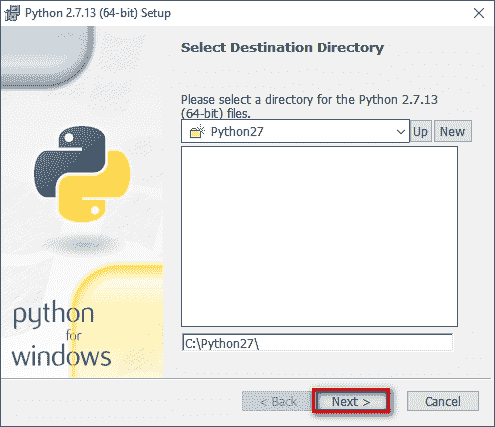 Python 2.7.13 (64-bit) Setup
Select Destination Directory
Please select a directory for the Python 2.7.13
(64-bit) files.
Python27
Up
New
C:\Python27\
python
for
windows
< Back
Next >
Cancel